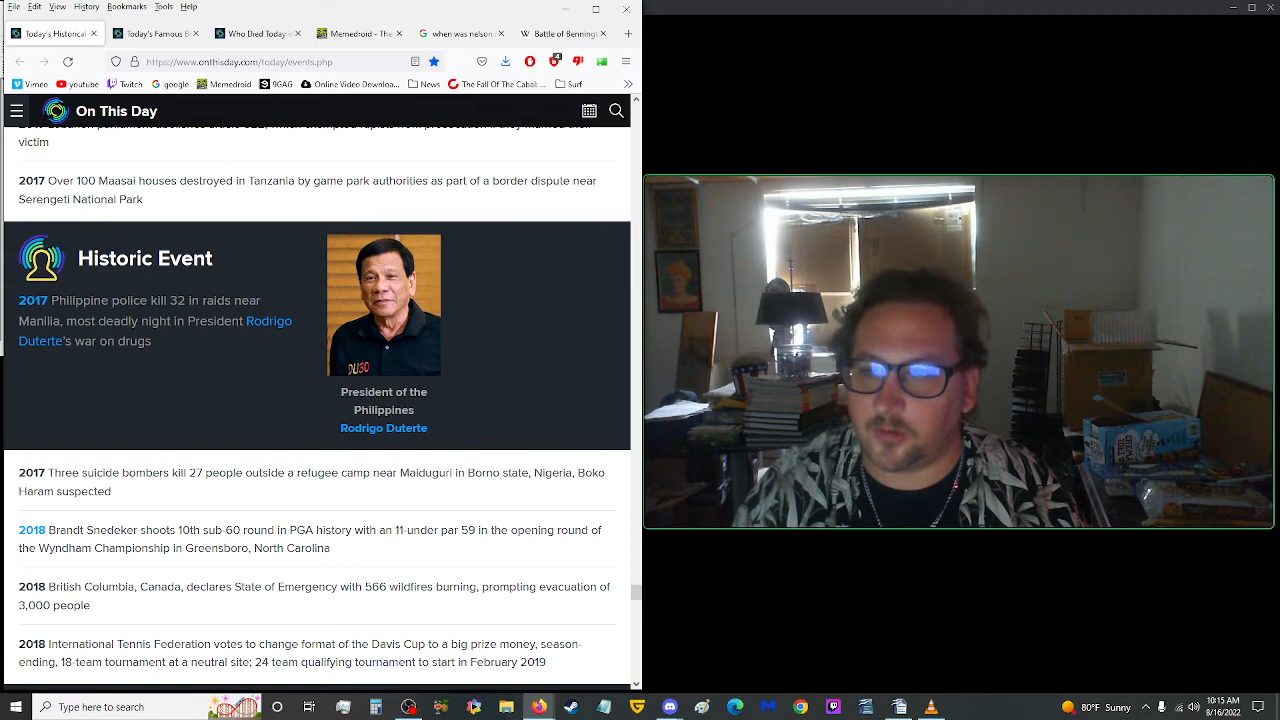 File Edit View History Bookmarks Tools Help
Today's Historical Today's Famous Bi Who Died Today o Memedroid - The when was nelson Battle of Benningt
https://www.onthisday.com/today/events.php
Vimeo youtube Twitch google Memedroid 9GAG Online Video Download... News The Fall Of The Cabal... Surf
On This Day
victim
2017 Over 100 Maasai houses destroyed in Tanzania by game park authorities as part of a border dispute near
Serengeti National Park
Historic Event
2017 Philippine police kill 32 in raids near
Manilia, most deadly night in President Rodrigo
Duterte's war on drugs
DU30
President of the
Philippines
Rodrigo Duterte
2017 Three suicide bombers kill 27 people outside a refugee camp near Maiduguri in Borno state, Nigeria, Boko
Haram suspected
2018 Brandt Snedeker shoots 10th sub-60 round in PGA history with an 11-under par 59 in the opening round of
the Wyndham Championship in Greensboro, North Carolina
2018 British Columbia, Canada, declares State of Emergency with 566 wildfires burning, prompting evacuation of
3,000 people
2018 International Tennis Federation votes to change format of the Davis Cup to a big prize money, season-
ending, 18-team tournament at a neutral site; 24 team qualifying tournament to start in February 2019
Type here to search
80°F Sunny
10:15 AM
8/16/2022